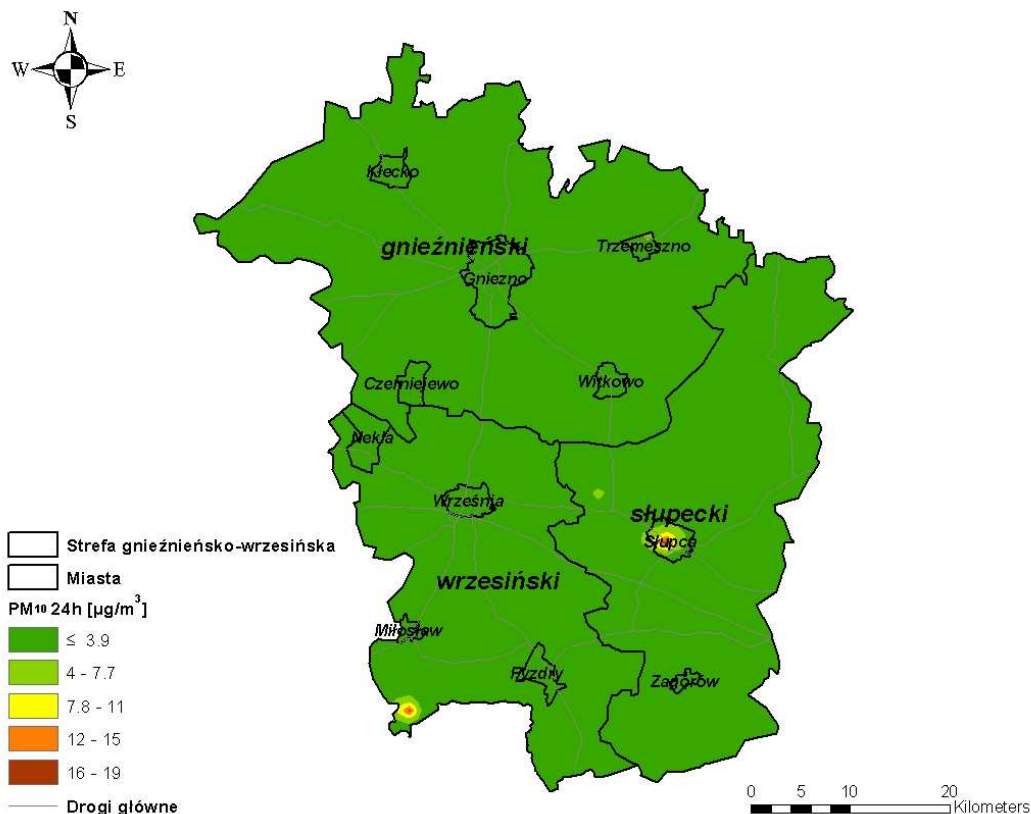 N
W E
S
Kłecko
gnieźnieński
Trzemeszno
Gniezno
Czerniejewo
Witkowo
Nekla
Września
słupecki
Słupca
Strefa gnieźnieńsko-wrzesińska
Miasta
wrzesiński
PM10 24h [µg/m³]
≤ 3.9
Miłosław
4 - 7.7
Pyzdry
Zagórów
7.8 - 11
12 - 15
16 - 19
Drogi główne
0 5 10 20
Kilometers